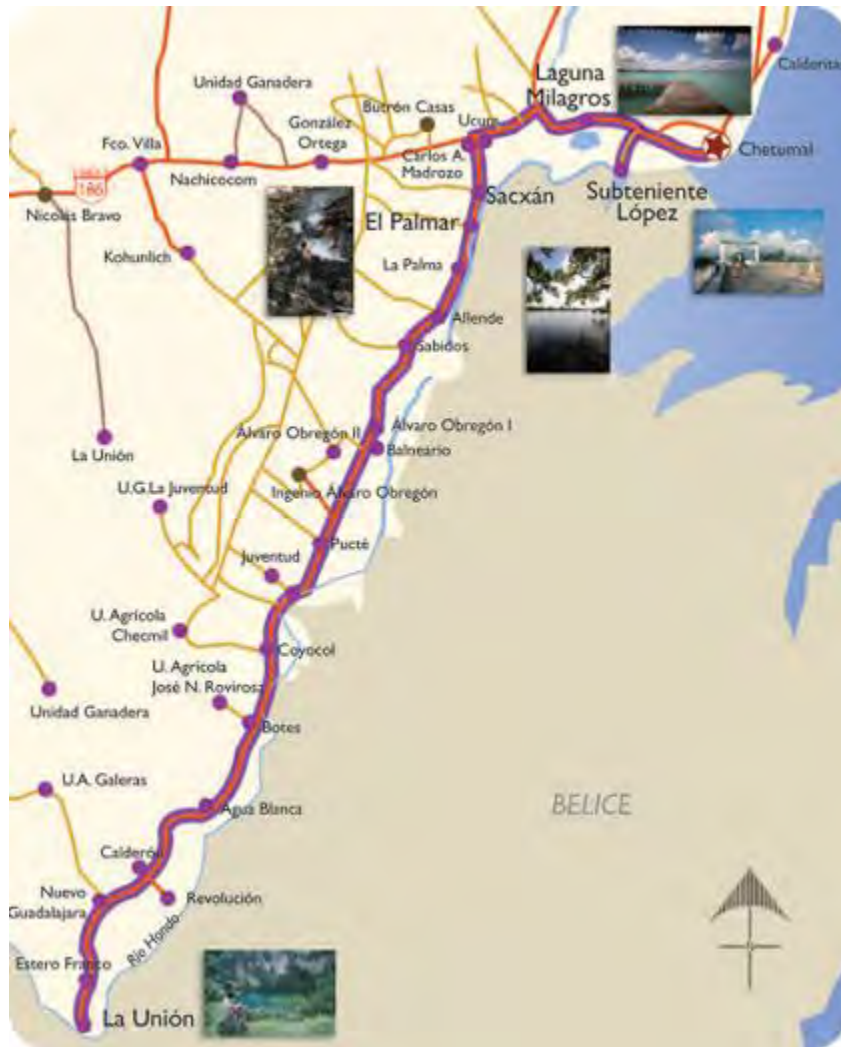 Calderitas
Laguna
Milagros
Unidad Ganadera
Butrón Casas
Ucum
González
Ortega
Fco. Villa
Carlos A.
Madrozo
Chetumal
Nachicocom
186
Sacxán
Subteniente
López
Nicolás Bravo
El Palmar
Kohunlich
La Palma
Allende
Sabidos
Álvaro Obregón I
Álvaro Obregón II
Balneario
La Unión
U.G.La Juventud
Ingenio Álvaro Obregón
Pucté
Juventud
U. Agrícola
Checmil
Coyocol
U. Agrícola
José N. Rovirosa
Unidad Ganadera
Botes
U.A. Galeras
Agua Blanca
BELICE
Calderón
Nuevo
Guadalajara
Revolución
Río Hondo
Estero Franco
La Unión